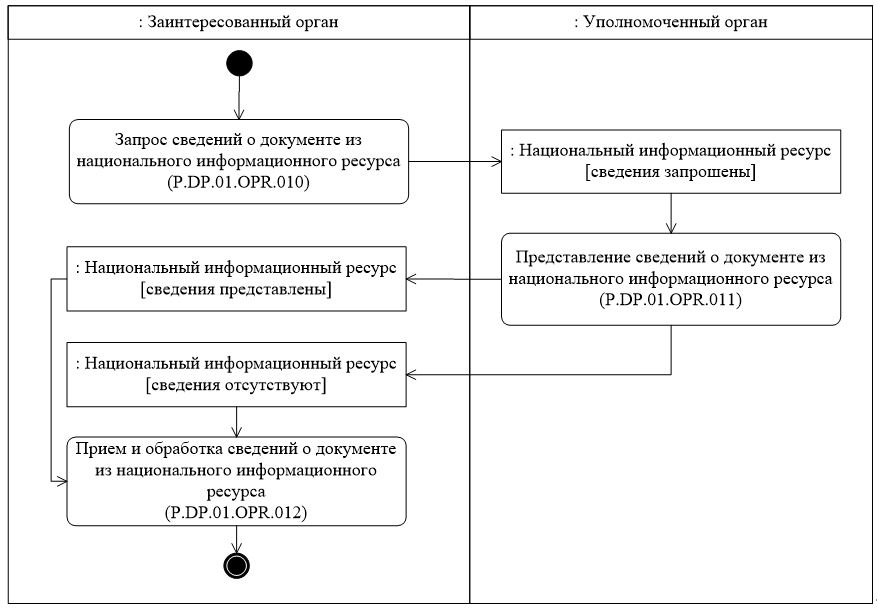 : Заинтересованный орган
: Уполномоченный орган
Запрос сведений о документе из
национального информационного ресурса
(P.DP.01.OPR.010)
: Национальный информационный ресурс
[сведения запрошены]
Представление сведений о документе из
национального информационного ресурса
(P.DP.01.OPR.011)
: Национальный информационный ресурс
[сведения представлены]
: Национальный информационный ресурс
[сведения отсутствуют]
Прием и обработка сведений о документе
из национального информационного
ресурса
(P.DP.01.OPR.012)